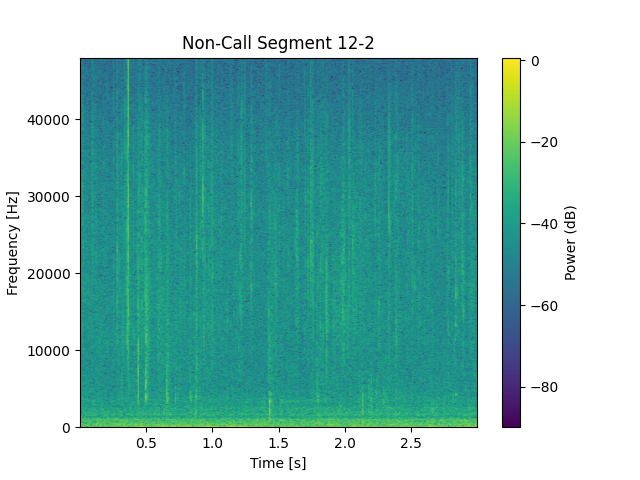 Non-Call Segment 12-2
Frequency [Hz]
40000
30000
20000
10000
0
0.5 1.0 1.5 2.0 2.5
Time [s]
0
−20
−40
−60
−80
Power (dB)